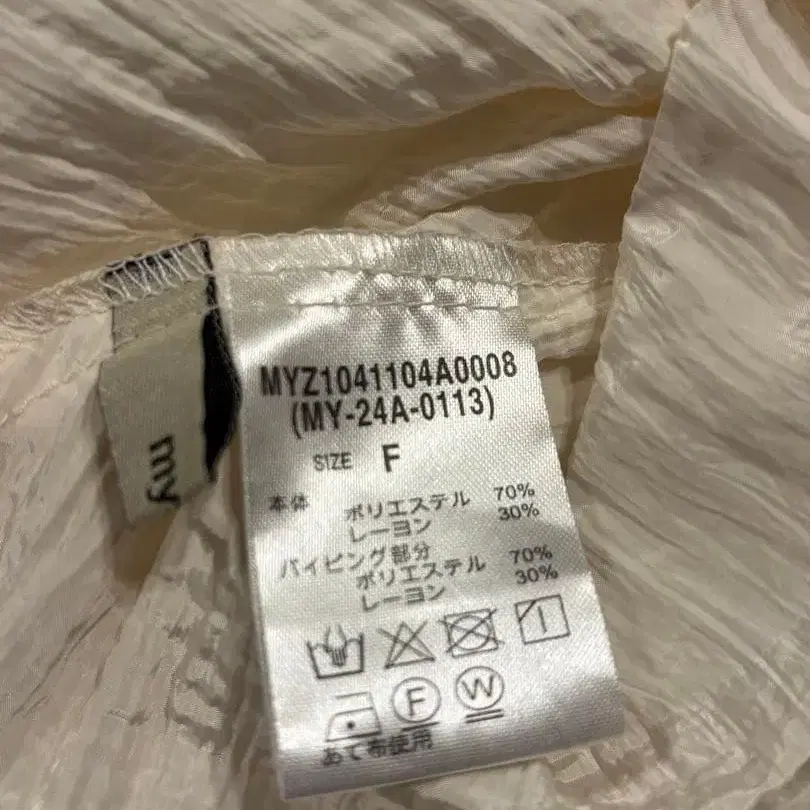 my
MYZ1041104A0008
(MY-24A-0113)
SIZE F
本体 ポリエステル 70%
レーヨン 30%
パイピング部分
ポリエステル 70%
レーヨン 30%
F W
あて布使用